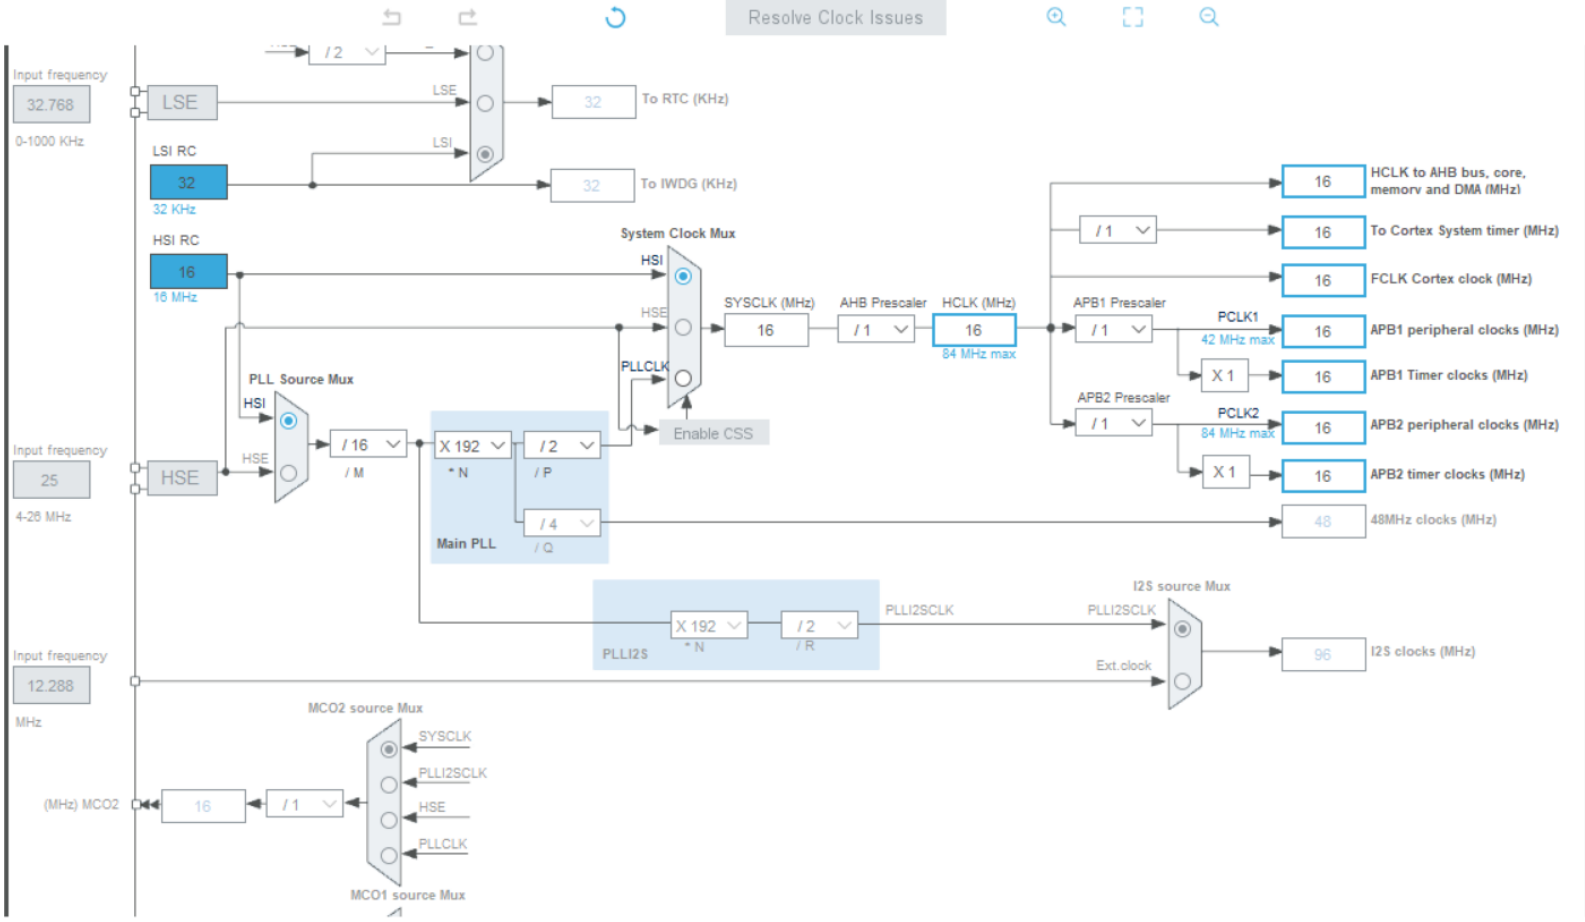 Resolve Clock Issues
/ 2
Input frequency
32.768
0-1000 KHz
LSE
LSE
32
To RTC (KHz)
LSI
LSI RC
32
32 KHz
32
To IWDG (KHz)
HSI RC
16
16 MHz
System Clock Mux
HSI
HSE
PLLCLK
Enable CSS
SYSCLK (MHz)
16
AHB Prescaler
/ 1
HCLK (MHz)
16
84 MHz max
16
HCLK to AHB bus, core,
memory and DMA (MHz)
/ 1
16
To Cortex System timer (MHz)
16
FCLK Cortex clock (MHz)
APB1 Prescaler
/ 1
PCLK1
42 MHz max
16
APB1 peripheral clocks (MHz)
X 1
16
APB1 Timer clocks (MHz)
APB2 Prescaler
/ 1
PCLK2
84 MHz max
16
APB2 peripheral clocks (MHz)
X 1
16
APB2 timer clocks (MHz)
48
48MHz clocks (MHz)
PLL Source Mux
HSI
HSE
Input frequency
25
4-26 MHz
HSE
/ 16
/ M
X 192
* N
/ 2
/ P
/ 4
/ Q
Main PLL
X 192
* N
/ 2
/ R
PLLI2S
PLLI2SCLK
I2S source Mux
PLLI2SCLK
Ext.clock
96
I2S clocks (MHz)
Input frequency
12.288
MHz
MCO2 source Mux
SYSCLK
PLLI2SCLK
HSE
PLLCLK
(MHz) MCO2
16
/ 1
MCO1 source Mux